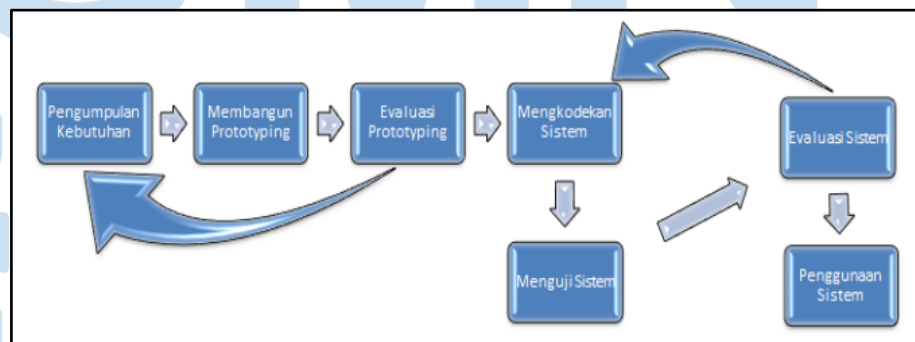 Pengumpulan
Kebutuhan
Membangun
Prototyping
Evaluasi
Prototyping
Mengkodekan
Sistem
Evaluasi Sistem
Menguji Sistem
Penggunaan
Sistem